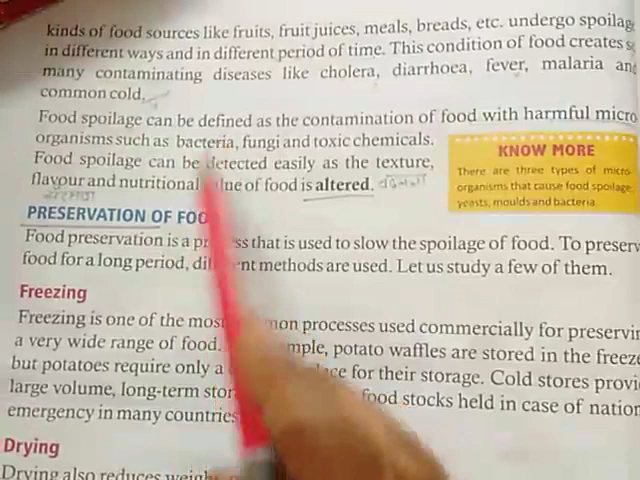 kinds of food sources like fruits, fruit juices, meals, breads, etc. undergo spoilag
in different ways and in different period of time. This condition of food creates s
many contaminating diseases like cholera, diarrhoea, fever, malaria and
common cold.
Food spoilage can be defined as the contamination of food with harmful micro
organisms such as bacteria, fungi and toxic chemicals.
Food spoilage can be detected easily as the texture,
flavour and nutritional of food is altered.
KNOW MORE
There are three types of micro-
organisms that cause food spoilage,
yeasts, moulds and bacteria.
PRESERVATION OF
Food preservation is a that is used to slow the spoilage of food. To preserv
food for a long period, methods are used. Let us study a few of them.
Freezing
Freezing is one of the most processes used commercially for preservin
a very wide range of food. potato waffles are stored in the freeze
but potatoes require only a for their storage. Cold stores provi
large volume, long-term food stocks held in case of nation
emergency in many countries
Drying
Drying also reduces